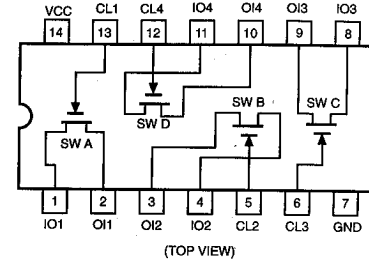 VCC CL1 CL4 IO4 OI4 OI3 IO3
14 13 12 11 10 9 8
SW B
SW C
SW D
SW A
1 2 3 4 5 6 7
IO1 OI1 OI2 IO2 CL2 CL3 GND
(TOP VIEW)